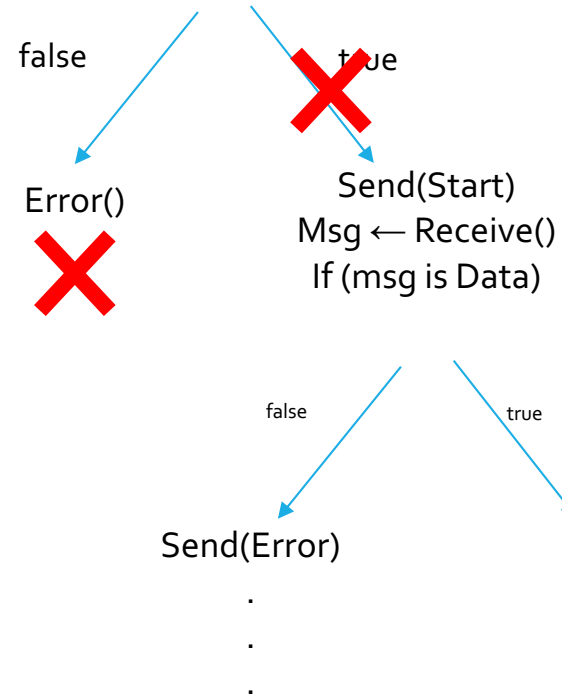 false
true
Error()
Send(Start)
Msg ← Receive()
If (msg is Data)
false
true
Send(Error)
.
.
.